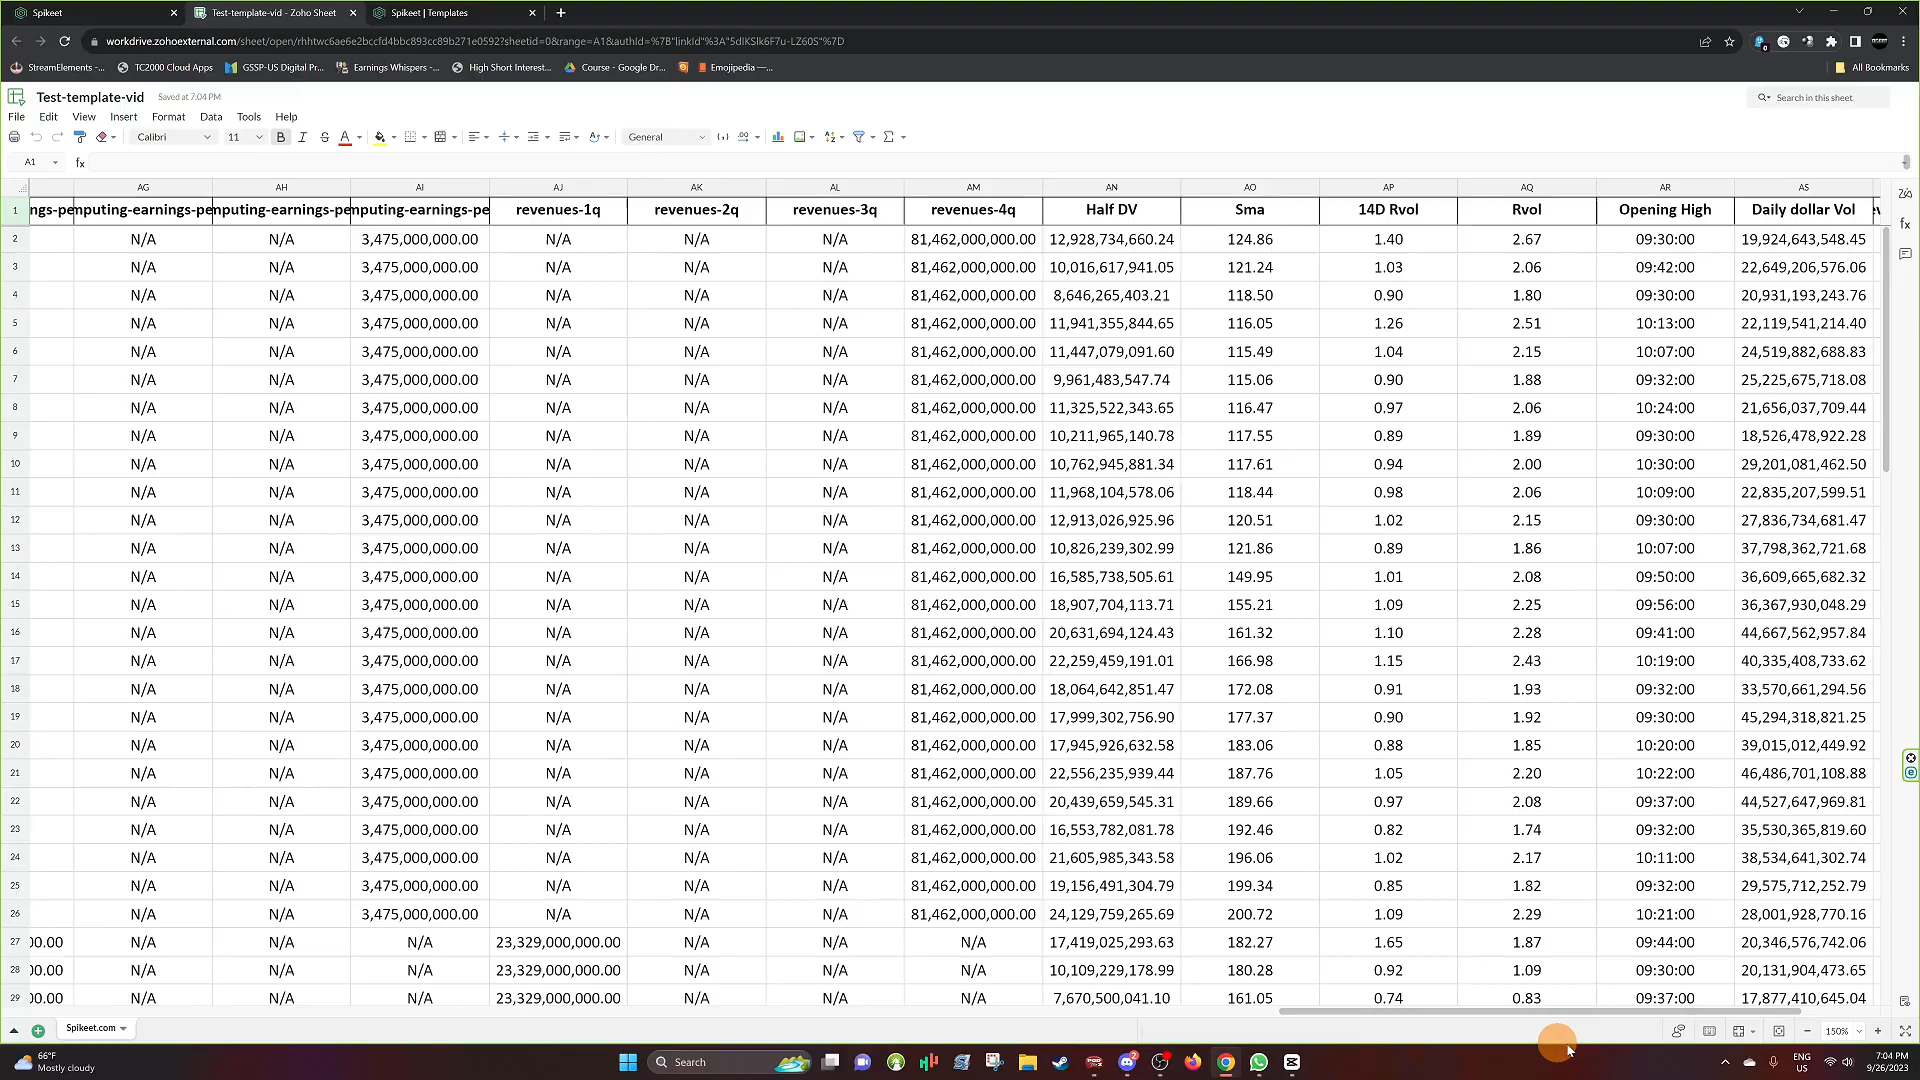 Spikeet
Test-template-vid - Zoho Sheet
Spikeet | Templates
workdrive.zohoexternal.com/sheet/open/rhhtwc6ae6e2bccfd4bbc893cc89b271e0592?sheetid=0&range=A1&authId=%7B"linkId"%3A"5dIKSlk6F7u-LZ60S"%7D
StreamElements -... TC2000 Cloud Apps GSSP-US Digital Pr... Earnings Whispers -... High Short Interest... Course - Google Dr... Emojipedia —... All Bookmarks
Test-template-vid Saved at 7:04 PM Search in this sheet
File Edit View Insert Format Data Tools Help
Calibri 11 B I S A General Σ
A1 fx
AG AH AI AJ AK AL AM AN AO AP AQ AR AS
1 ngs-pe nputing-earnings-pe nputing-earnings-pe nputing-earnings-pe revenues-1q revenues-2q revenues-3q revenues-4q Half DV Sma 14D Rvol Rvol Opening High Daily dollar Vol
2 N/A N/A 3,475,000,000.00 N/A N/A N/A 81,462,000,000.00 12,928,734,660.24 124.86 1.40 2.67 09:30:00 19,924,643,548.45
3 N/A N/A 3,475,000,000.00 N/A N/A N/A 81,462,000,000.00 10,016,617,941.05 121.24 1.03 2.06 09:42:00 22,649,206,576.06
4 N/A N/A 3,475,000,000.00 N/A N/A N/A 81,462,000,000.00 8,646,265,403.21 118.50 0.90 1.80 09:30:00 20,931,193,243.76
5 N/A N/A 3,475,000,000.00 N/A N/A N/A 81,462,000,000.00 11,941,355,844.65 116.05 1.26 2.51 10:13:00 22,119,541,214.40
6 N/A N/A 3,475,000,000.00 N/A N/A N/A 81,462,000,000.00 11,447,079,091.60 115.49 1.04 2.15 10:07:00 24,519,882,688.83
7 N/A N/A 3,475,000,000.00 N/A N/A N/A 81,462,000,000.00 9,961,483,547.74 115.06 0.90 1.88 09:32:00 25,225,675,718.08
8 N/A N/A 3,475,000,000.00 N/A N/A N/A 81,462,000,000.00 11,325,522,343.65 116.47 0.97 2.06 10:24:00 21,656,037,709.44
9 N/A N/A 3,475,000,000.00 N/A N/A N/A 81,462,000,000.00 10,211,965,140.78 117.55 0.89 1.89 09:30:00 18,526,478,922.28
10 N/A N/A 3,475,000,000.00 N/A N/A N/A 81,462,000,000.00 10,762,945,881.34 117.61 0.94 2.00 10:30:00 29,201,081,462.50
11 N/A N/A 3,475,000,000.00 N/A N/A N/A 81,462,000,000.00 11,968,104,578.06 118.44 0.98 2.06 10:09:00 22,835,207,599.51
12 N/A N/A 3,475,000,000.00 N/A N/A N/A 81,462,000,000.00 12,913,026,925.96 120.51 1.02 2.15 09:30:00 27,836,734,681.47
13 N/A N/A 3,475,000,000.00 N/A N/A N/A 81,462,000,000.00 10,826,239,302.99 121.86 0.89 1.86 10:07:00 37,798,362,721.68
14 N/A N/A 3,475,000,000.00 N/A N/A N/A 81,462,000,000.00 16,585,738,505.61 149.95 1.01 2.08 09:50:00 36,609,665,682.32
15 N/A N/A 3,475,000,000.00 N/A N/A N/A 81,462,000,000.00 18,907,704,113.71 155.21 1.09 2.25 09:56:00 36,367,930,048.29
16 N/A N/A 3,475,000,000.00 N/A N/A N/A 81,462,000,000.00 20,631,694,124.43 161.32 1.10 2.28 09:41:00 44,667,562,957.84
17 N/A N/A 3,475,000,000.00 N/A N/A N/A 81,462,000,000.00 22,259,459,191.01 166.98 1.15 2.43 10:19:00 40,335,408,733.62
18 N/A N/A 3,475,000,000.00 N/A N/A N/A 81,462,000,000.00 18,064,642,851.47 172.08 0.91 1.93 09:32:00 33,570,661,294.56
19 N/A N/A 3,475,000,000.00 N/A N/A N/A 81,462,000,000.00 17,999,302,756.90 177.37 0.90 1.92 09:30:00 45,294,318,821.25
20 N/A N/A 3,475,000,000.00 N/A N/A N/A 81,462,000,000.00 17,945,926,632.58 183.06 0.88 1.85 10:20:00 39,015,012,449.92
21 N/A N/A 3,475,000,000.00 N/A N/A N/A 81,462,000,000.00 22,556,235,939.44 187.76 1.05 2.20 10:22:00 46,486,701,108.88
22 N/A N/A 3,475,000,000.00 N/A N/A N/A 81,462,000,000.00 20,439,659,545.31 189.66 0.97 2.08 09:37:00 44,527,647,969.81
23 N/A N/A 3,475,000,000.00 N/A N/A N/A 81,462,000,000.00 16,553,782,081.78 192.46 0.82 1.74 09:32:00 35,530,365,819.60
24 N/A N/A 3,475,000,000.00 N/A N/A N/A 81,462,000,000.00 21,605,985,343.58 196.06 1.02 2.17 10:11:00 38,534,641,302.74
25 N/A N/A 3,475,000,000.00 N/A N/A N/A 81,462,000,000.00 19,156,491,304.79 199.34 0.85 1.82 09:32:00 29,575,712,252.79
26 N/A N/A 3,475,000,000.00 N/A N/A N/A 81,462,000,000.00 24,129,759,265.69 200.72 1.09 2.29 10:21:00 28,001,928,770.16
27 00.00 N/A N/A N/A 23,329,000,000.00 N/A N/A N/A 17,419,025,293.63 182.27 1.65 1.87 09:44:00 20,346,576,742.06
28 00.00 N/A N/A N/A 23,329,000,000.00 N/A N/A N/A 10,109,229,178.99 180.28 0.92 1.09 09:30:00 20,131,904,473.65
29 00.00 N/A N/A N/A 23,329,000,000.00 N/A N/A N/A 7,670,500,041.10 161.05 0.74 0.83 09:37:00 17,877,410,645.04
Spikeet.com 150%
66°F
Mostly cloudy
Search
2
ENG
US
7:04 PM
9/26/2023